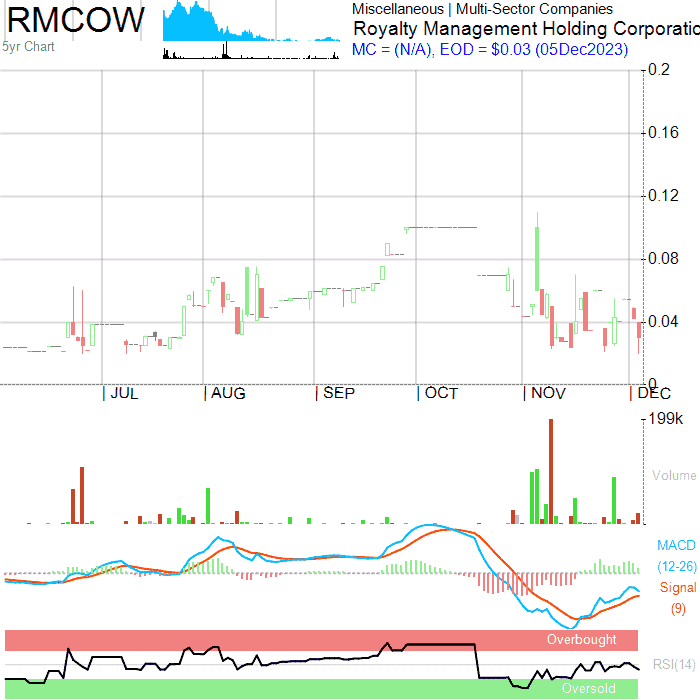 RMCOW
5yr Chart
Miscellaneous | Multi-Sector Companies
Royalty Management Holding Corporatio
MC = (N/A), EOD = $0.03 (05Dec2023)
0.2
0.16
0.12
0.08
0.04
0
| JUL | AUG | SEP | OCT | NOV | DEC
199k
Volume
MACD
(12-26)
Signal
(9)
Overbought
RSI(14)
Oversold